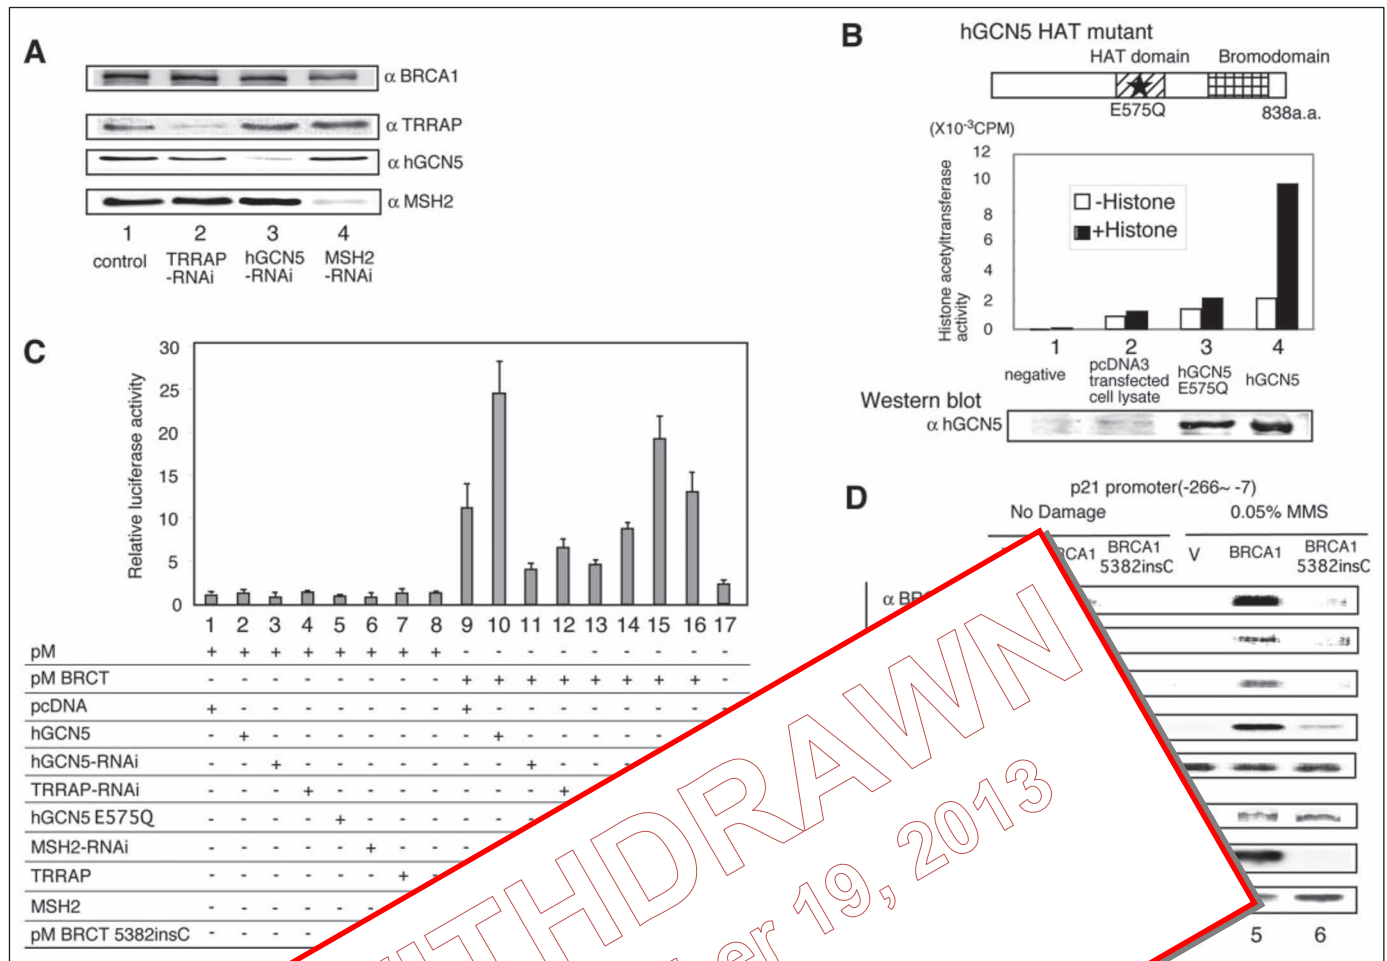 A
α BRCA1
α TRRAP
α hGCN5
α MSH2
1 2 3 4
control TRRAP -RNAi hGCN5 -RNAi MSH2 -RNAi
B
hGCN5 HAT mutant
HAT domain Bromodomain
E575Q
838a.a.
(X10-3CPM)
Histone acetyltransferase activity
12
10
8
6
4
2
0
-Histone
+Histone
1 2 3 4
negative pcDNA3 transfected cell lysate hGCN5 E575Q hGCN5
Western blot
α hGCN5
C
Relative luciferase activity
30
25
20
15
10
5
0
1 2 3 4 5 6 7 8 9 10 11 12 13 14 15 16 17
pM + + + + + + + + - - - - - - - - -
pM BRCT - - - - - - - - + + + + + + + + -
pcDNA + - - - - - - - + - - - - - - - -
hGCN5 - + - - - - - - - + - - - - -
hGCN5-RNAi - - + - - - - - - - + - - -
TRRAP-RNAi - - - + - - - - - - - +
hGCN5 E575Q - - - - + - - - - - -
MSH2-RNAi - - - - - + - - -
TRRAP - - - - - - + -
MSH2 - - - - - -
pM BRCT 5382insC - - - -
D
p21 promoter(-266~ -7)
No Damage 0.05% MMS
BRCA1 5382insC V BRCA1 BRCA1 5382insC
5 6
19, 2013